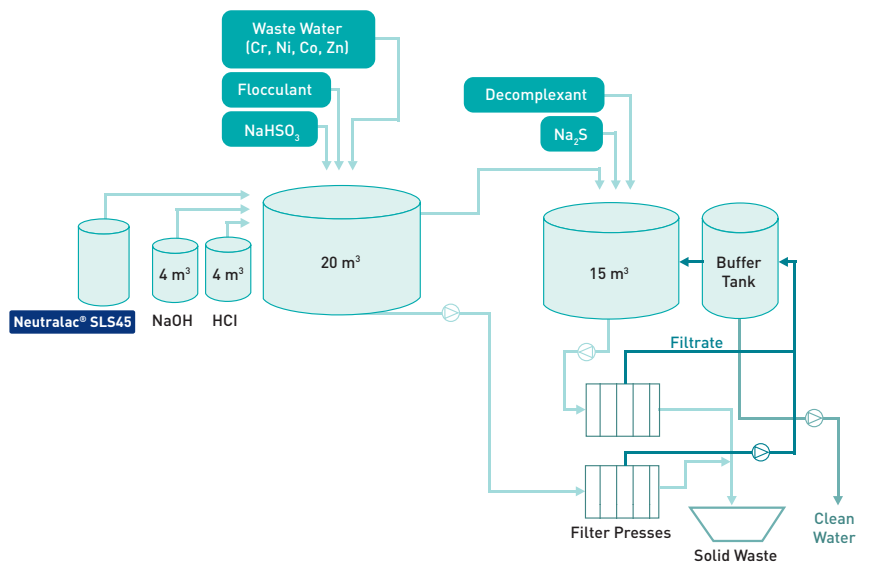 Waste Water
(Cr, Ni, Co, Zn)
Flocculant
NaHSO₃
Decomplexant
Na₂S
20 m³
4 m³
4 m³
15 m³
Buffer
Tank
Neutralac® SLS45
NaOH
HCl
Filtrate
Filter Presses
Solid Waste
Clean
Water